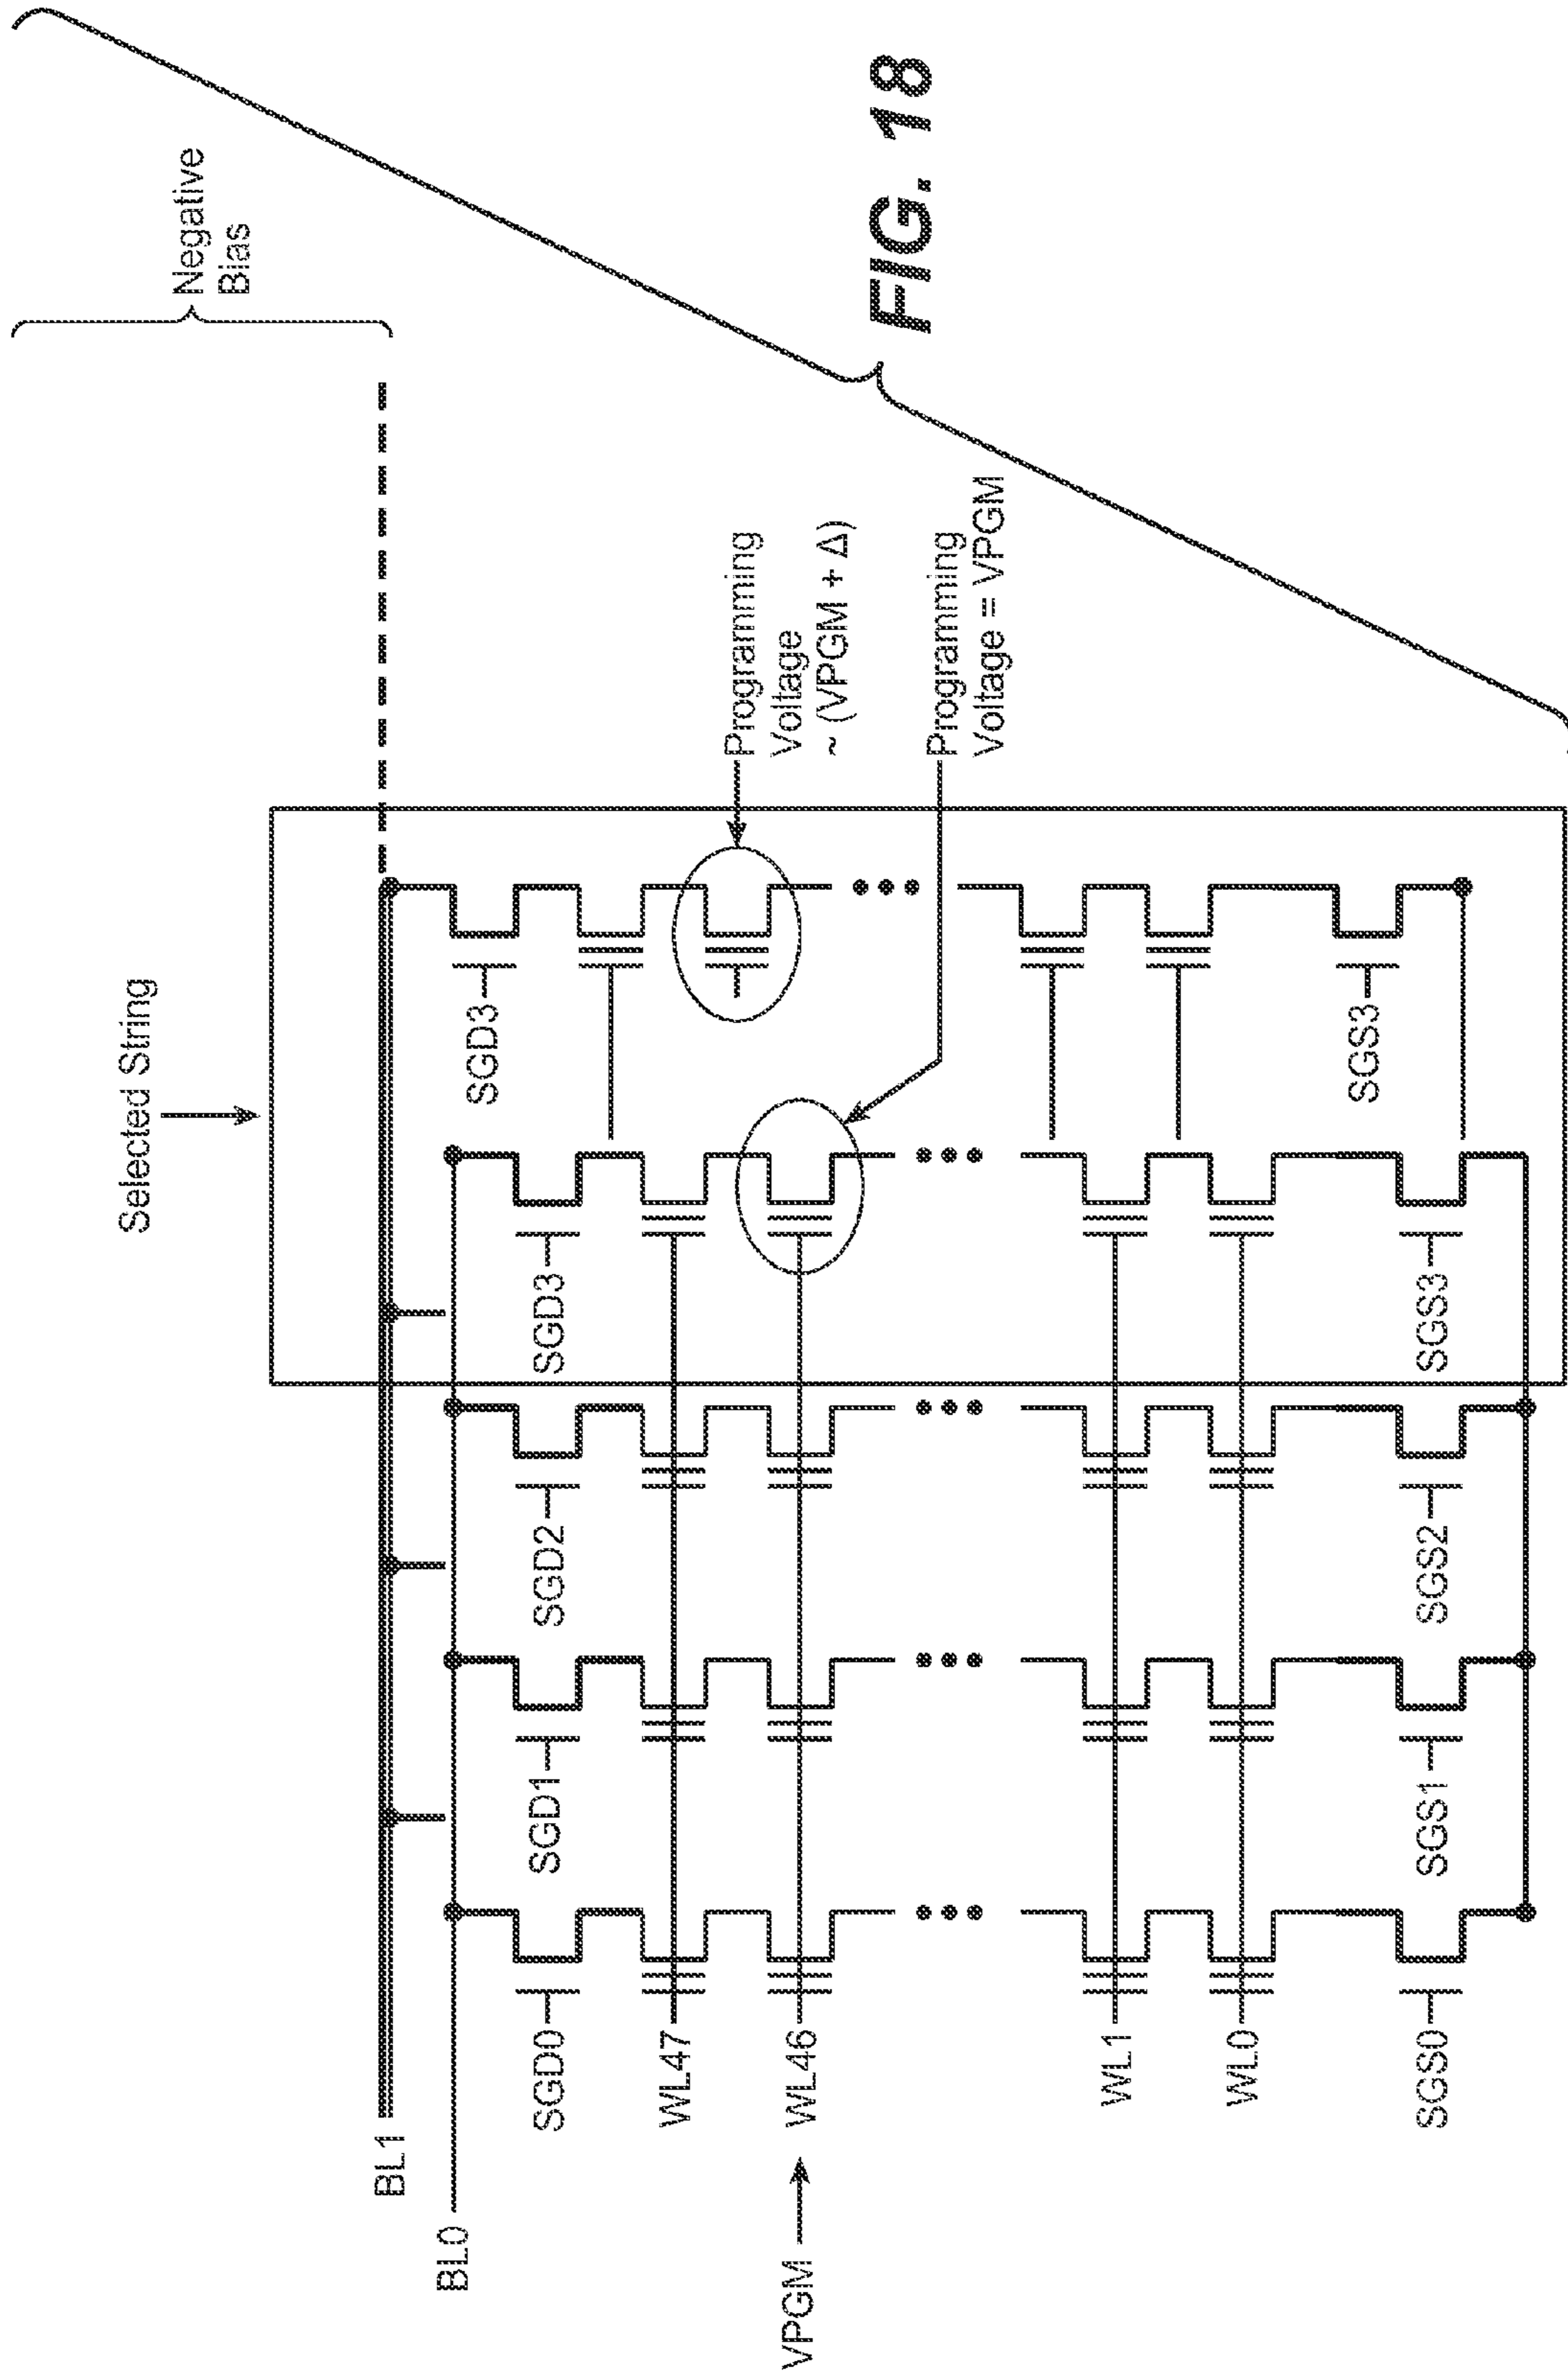 Selected String
Negative
Bias
BL1
BL0
SGD0
SGD1
SGD2
SGD3
SGD3
WL47
VPGM
WL46
Programming
Voltage
~ (VPGM + Δ)
Programming
Voltage = VPGM
WL1
WL0
SGS0
SGS1
SGS2
SGS3
SGS3
FIG. 18